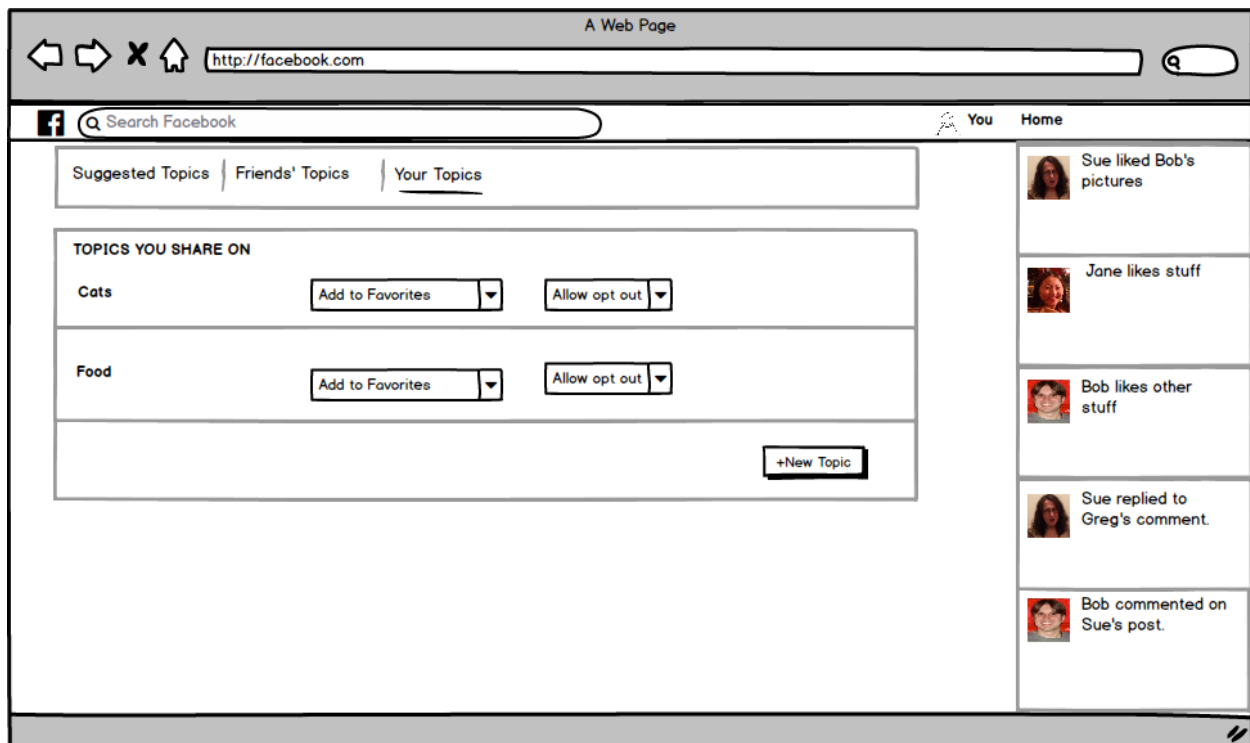 A Web Page
http://facebook.com
f
Search Facebook
You
Home
Suggested Topics
Friends' Topics
Your Topics
TOPICS YOU SHARE ON
Cats
Add to Favorites
Allow opt out
Food
Add to Favorites
Allow opt out
+New Topic
Sue liked Bob's
pictures
Jane likes stuff
Bob likes other
stuff
Sue replied to
Greg's comment.
Bob commented on
Sue's post.